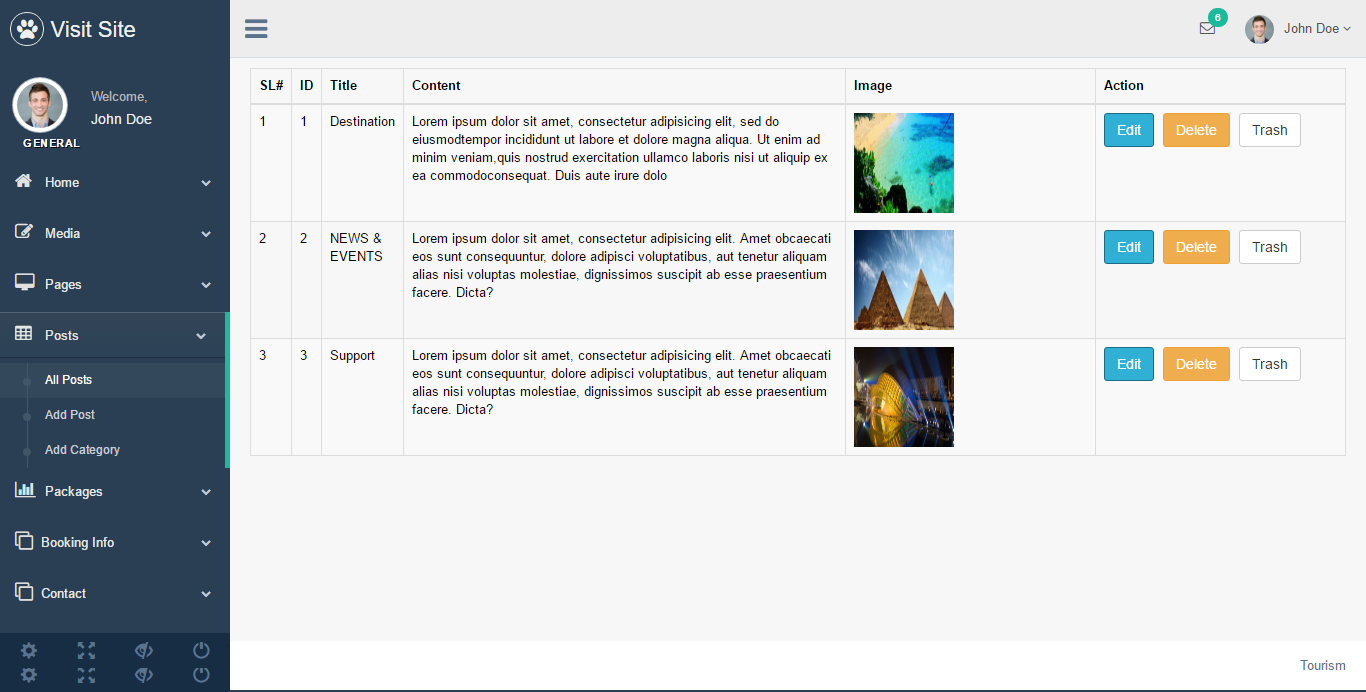 Visit Site
6
John Doe
Welcome,
John Doe
GENERAL
Home
Media
Pages
Posts
All Posts
Add Post
Add Category
Packages
Booking Info
Contact
SL# ID Title Content Image Action
1 1 Destination Lorem ipsum dolor sit amet, consectetur adipisicing elit, sed do
eiusmodtempor incididunt ut labore et dolore magna aliqua. Ut enim ad
minim veniam,quis nostrud exercitation ullamco laboris nisi ut aliquip ex
ea commodoconsequat. Duis aute irure dolo
Edit Delete Trash
2 2 NEWS &
EVENTS
Lorem ipsum dolor sit amet, consectetur adipisicing elit. Amet obcaecati
eos sunt consequuntur, dolore adipisci voluptatibus, aut tenetur aliquam
alias nisi voluptas molestiae, dignissimos suscipit ab esse praesentium
facere. Dicta?
Edit Delete Trash
3 3 Support Lorem ipsum dolor sit amet, consectetur adipisicing elit. Amet obcaecati
eos sunt consequuntur, dolore adipisci voluptatibus, aut tenetur aliquam
alias nisi voluptas molestiae, dignissimos suscipit ab esse praesentium
facere. Dicta?
Edit Delete Trash
Tourism